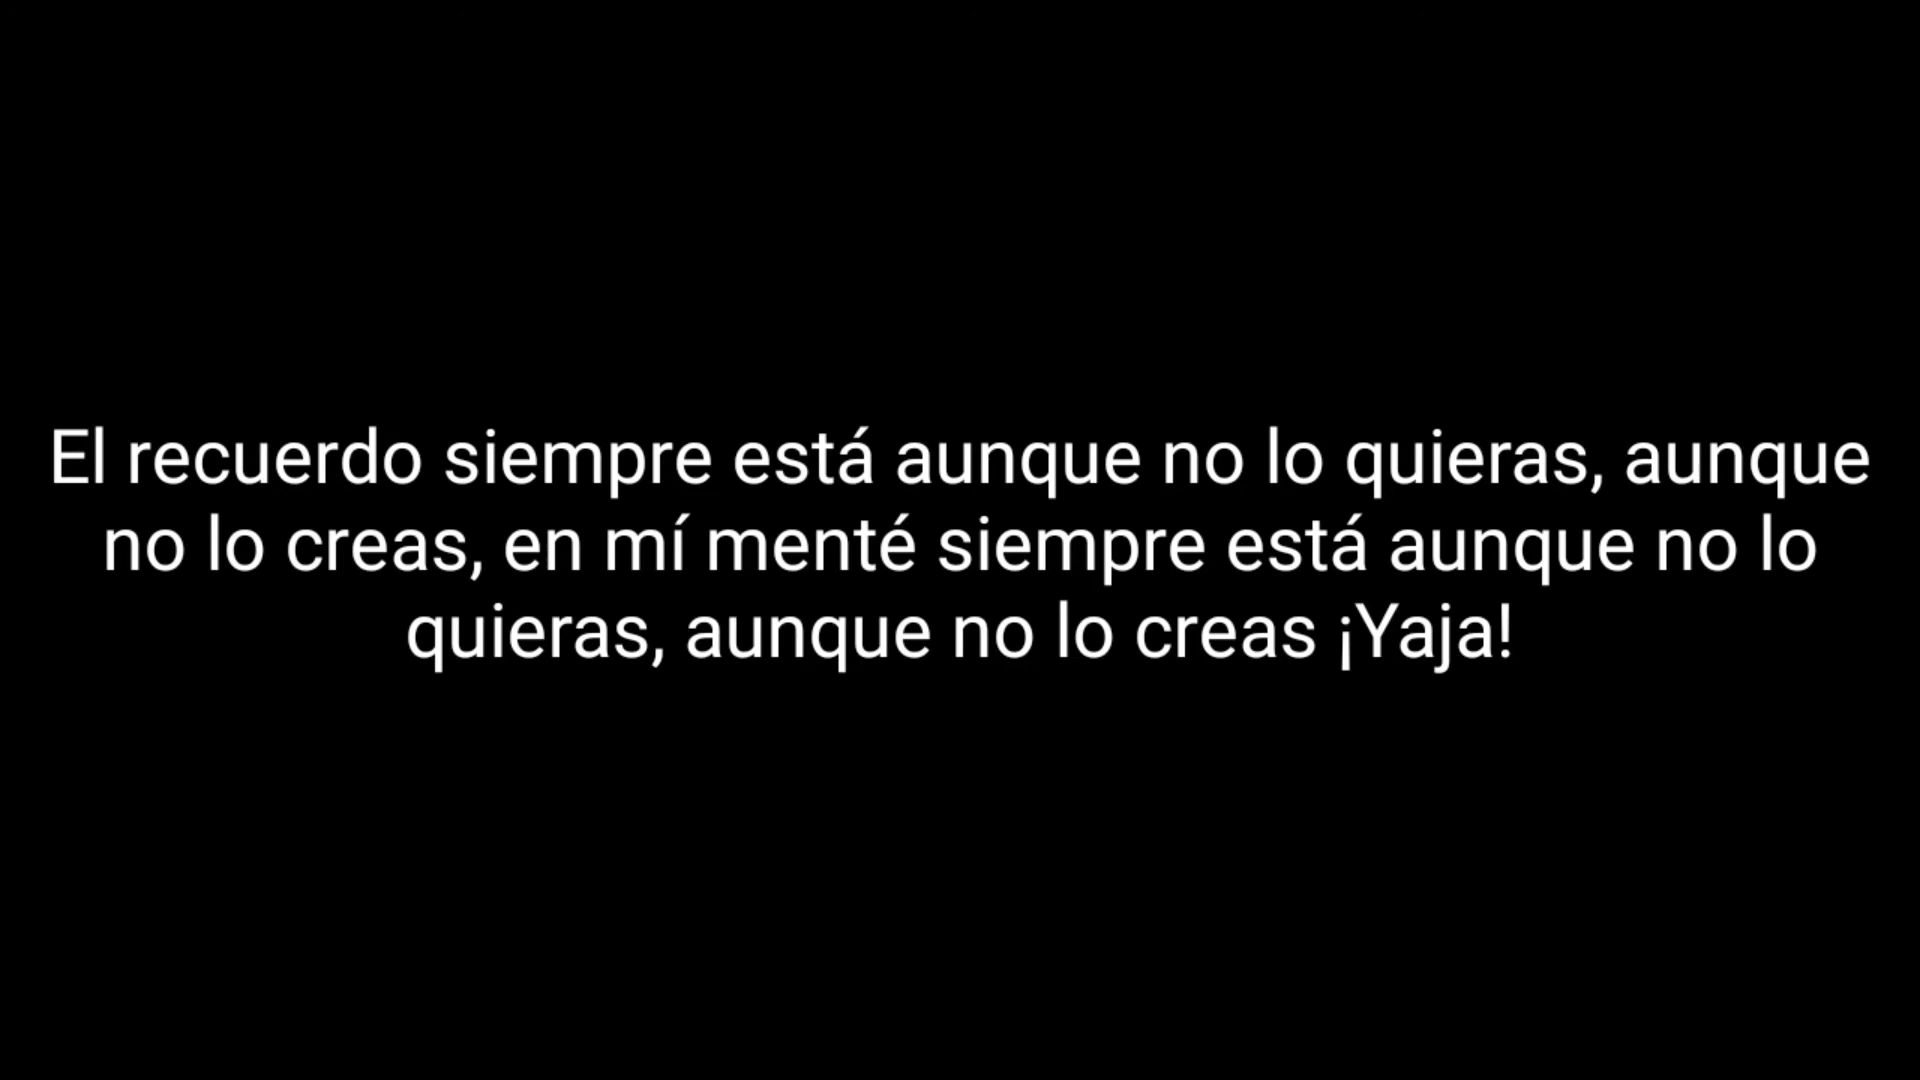 El recuerdo siempre está aunque no lo quieras, aunque
no lo creas, en mí menté siempre está aunque no lo
quieras, aunque no lo creas ¡Yaja!